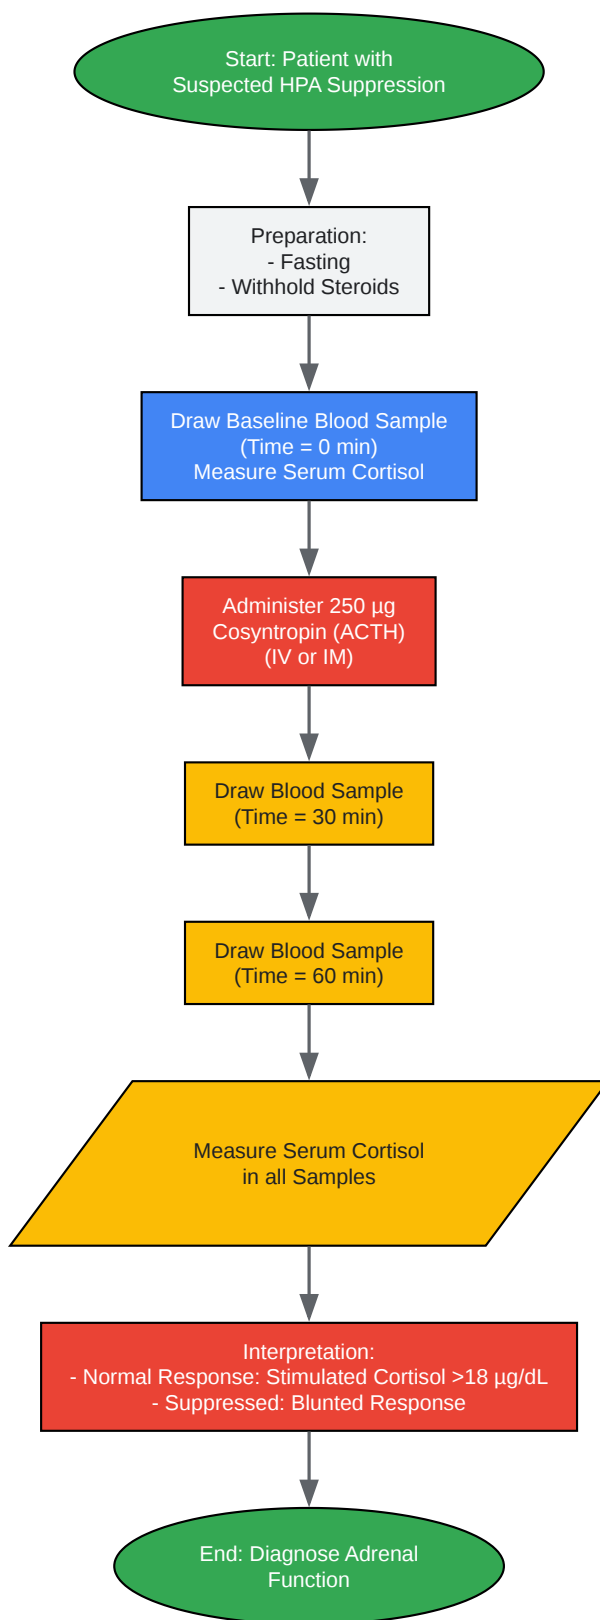 Start: Patient with
Suspected HPA Suppression
Preparation:
- Fasting
- Withhold Steroids
Draw Baseline Blood Sample
(Time = 0 min)
Measure Serum Cortisol
Administer 250 µg
Cosyntropin (ACTH)
(IV or IM)
Draw Blood Sample
(Time = 30 min)
Draw Blood Sample
(Time = 60 min)
Measure Serum Cortisol
in all Samples
Interpretation:
- Normal Response: Stimulated Cortisol >18 µg/dL
- Suppressed: Blunted Response
End: Diagnose Adrenal
Function